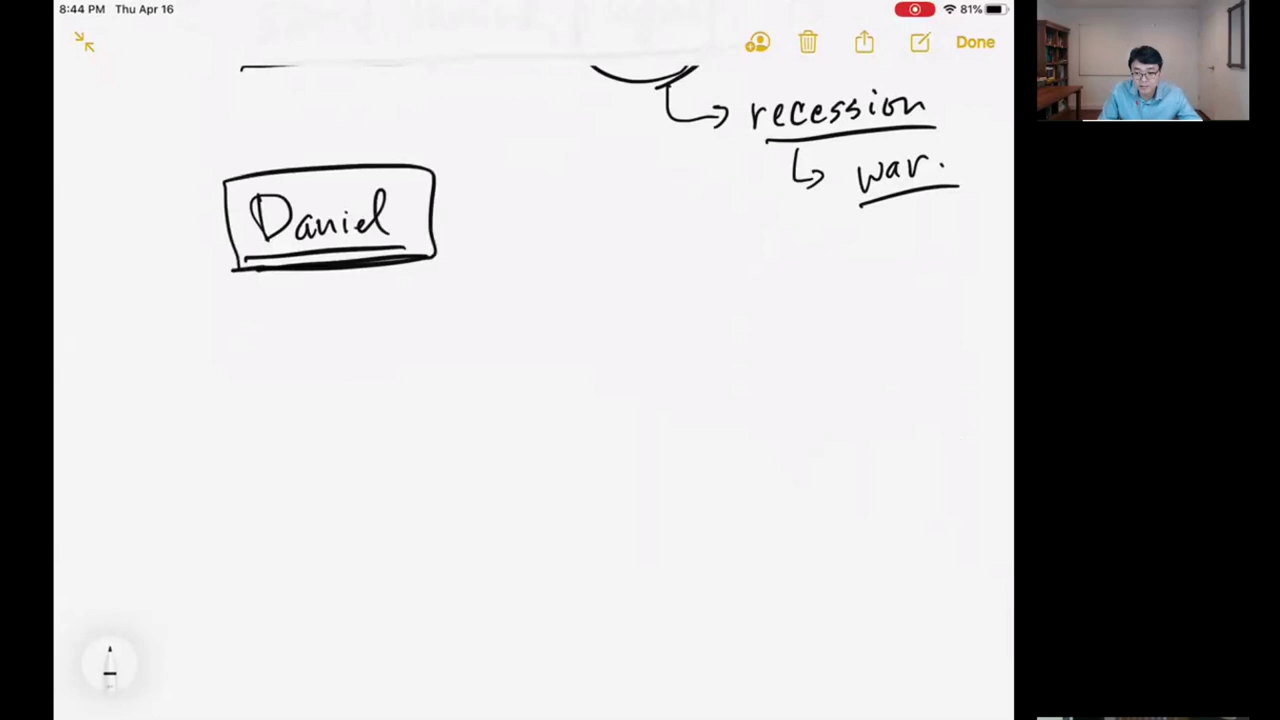 8:44 PM Thu Apr 16
81%
Done
recession
war.
Daniel